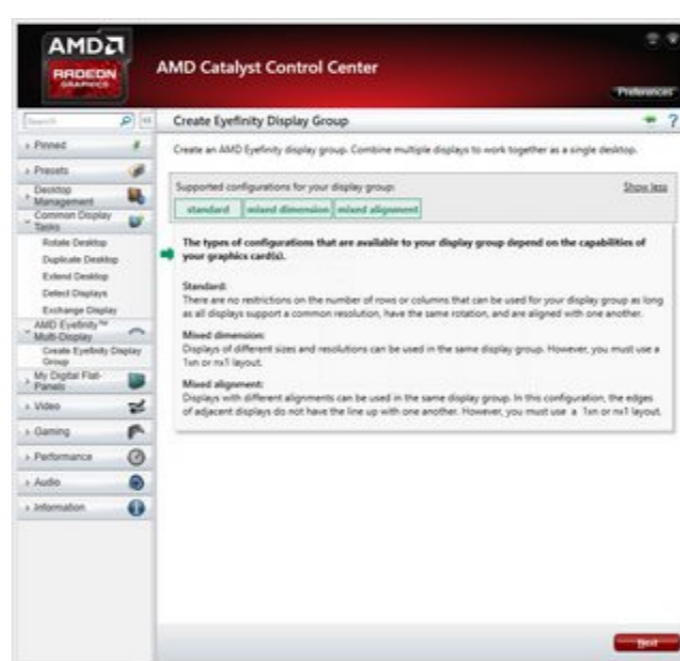 AMD
RADEON
GRAPHICS
AMD Catalyst Control Center
Preferences
Search
Create Eyefinity Display Group
?
Pinned
Presets
Desktop
Management
Common Display
Tasks
Rotate Desktop
Duplicate Desktop
Extend Desktop
Detect Displays
Exchange Display
AMD Eyefinity™
Multi-Display
Create Eyefinity Display
Group
My Digital Flat-
Panels
Video
Gaming
Performance
Audio
Information
Create an AMD Eyefinity display group. Combine multiple displays to work together as a single desktop.
Supported configurations for your display group:
Show less
standard mixed dimension mixed alignment
The types of configurations that are available to your display group depend on the capabilities of
your graphics card(s).
Standard:
There are no restrictions on the number of rows or columns that can be used for your display group as long
as all displays support a common resolution, have the same rotation, and are aligned with one another.
Mixed dimension:
Displays of different sizes and resolutions can be used in the same display group. However, you must use a
1xn or nx1 layout.
Mixed alignment:
Displays with different alignments can be used in the same display group. In this configuration, the edges
of adjacent displays do not have the line up with one another. However, you must use a 1xn or nx1 layout.
Next